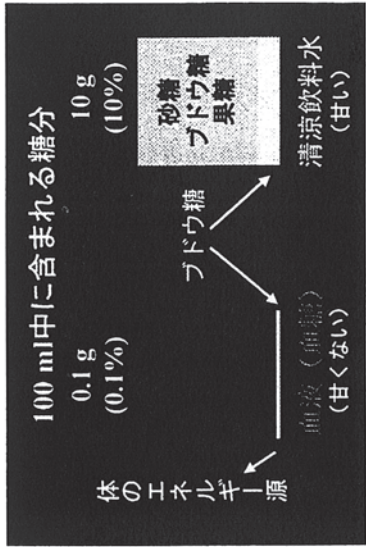 100 ml中に含まれる糖分
0.1 g
(0.1%)
10 g
(10%)
砂糖
ブドウ糖
果糖
ブドウ糖
体のエネルギー源
血液（血糖）
(甘くない)
清涼飲料水
(甘い)